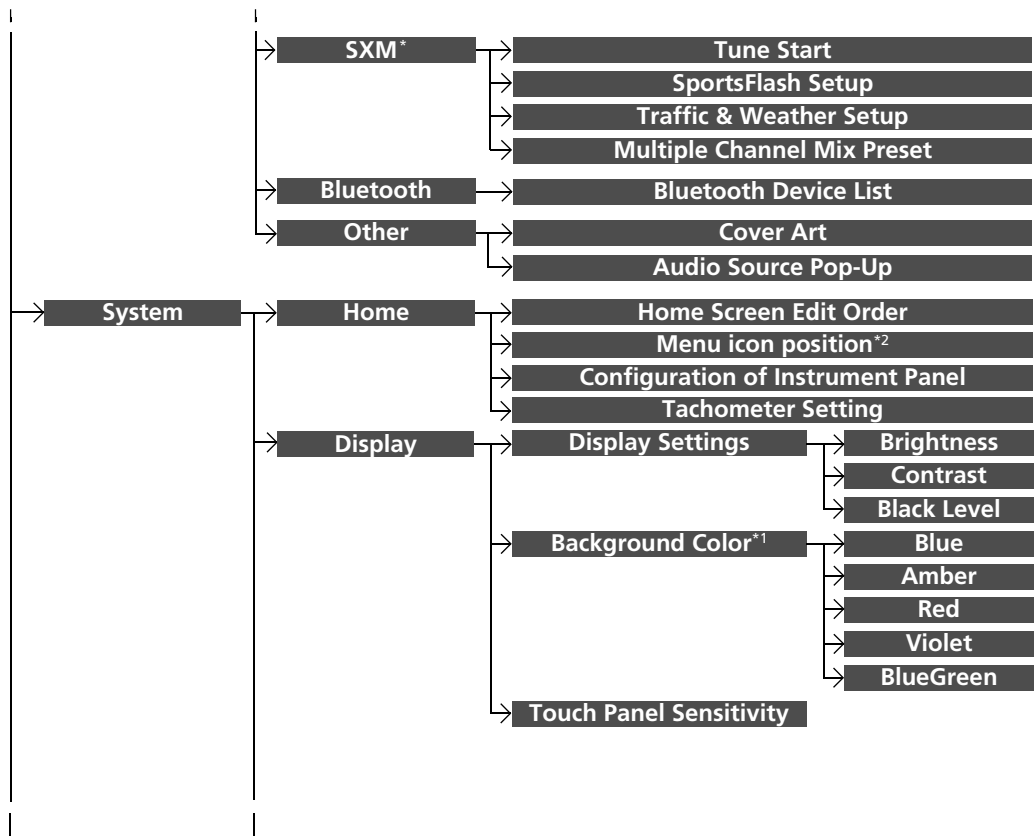 SXM*
Tune Start
SportsFlash Setup
Traffic & Weather Setup
Multiple Channel Mix Preset
Bluetooth
Bluetooth Device List
Other
Cover Art
Audio Source Pop-Up
System
Home
Home Screen Edit Order
Menu icon position*2
Configuration of Instrument Panel
Tachometer Setting
Display
Display Settings
Brightness
Contrast
Black Level
Background Color*1
Blue
Amber
Red
Violet
BlueGreen
Touch Panel Sensitivity